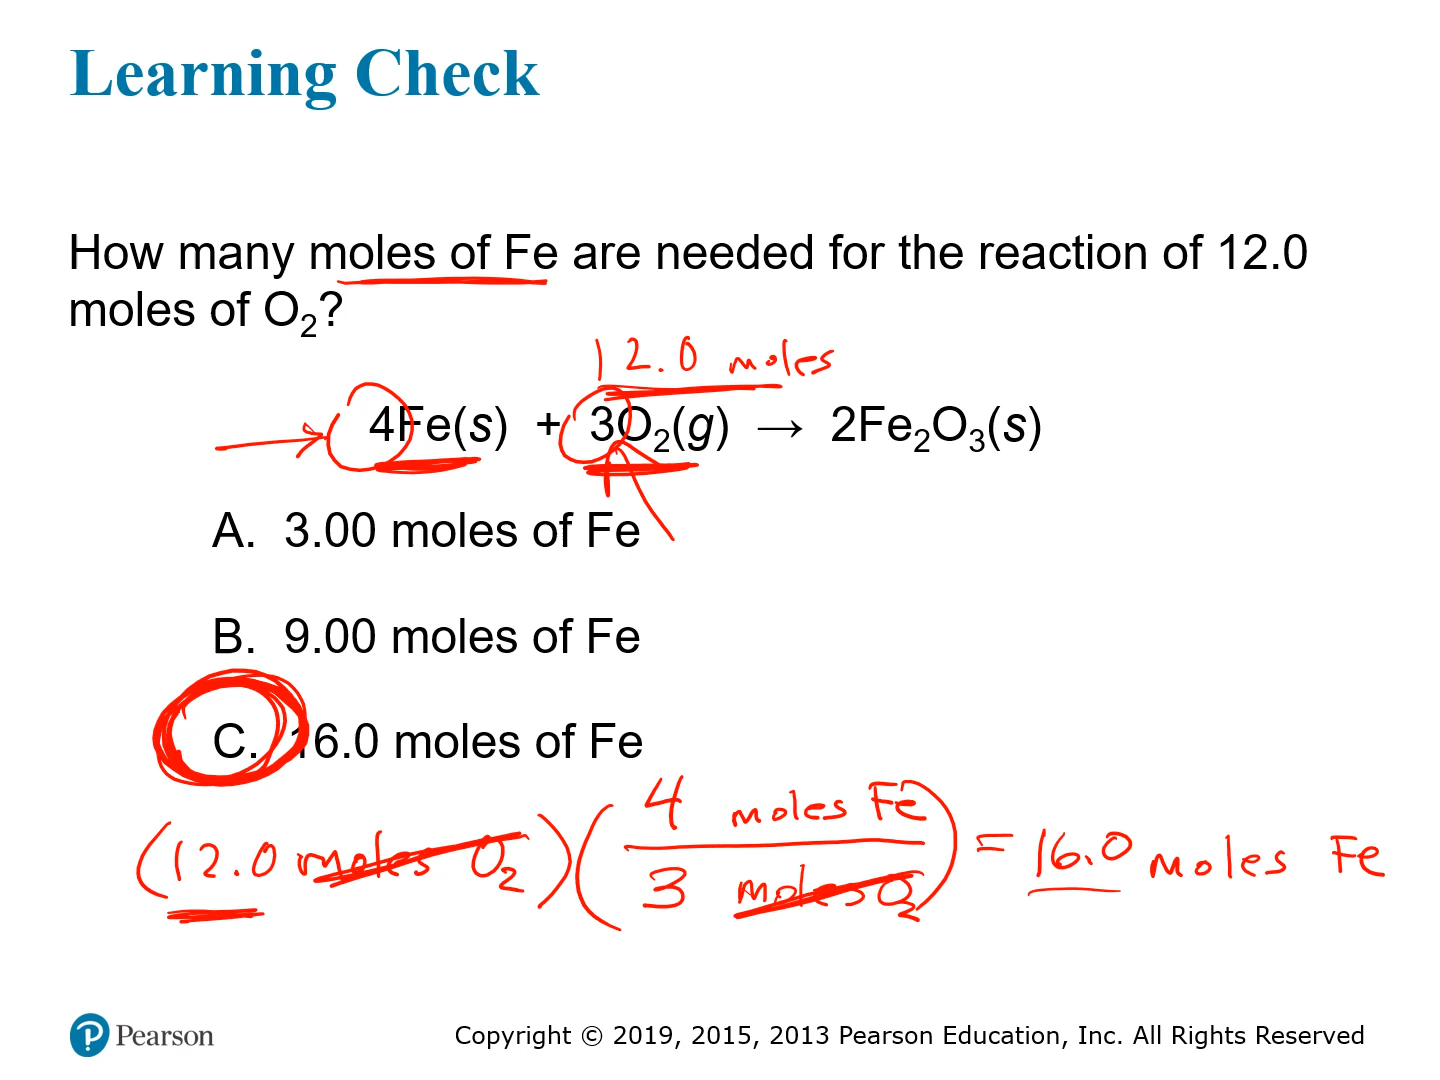 Learning Check
How many moles of Fe are needed for the reaction of 12.0
moles of O₂?
12.0 moles
4Fe(s) + 3O₂(g) → 2Fe₂O₃(s)
A. 3.00 moles of Fe
B. 9.00 moles of Fe
C. 16.0 moles of Fe
(12.0 moles O₂)(4 moles Fe / 3 moles O₂) = 16.0 moles Fe
Pearson
Copyright © 2019, 2015, 2013 Pearson Education, Inc. All Rights Reserved